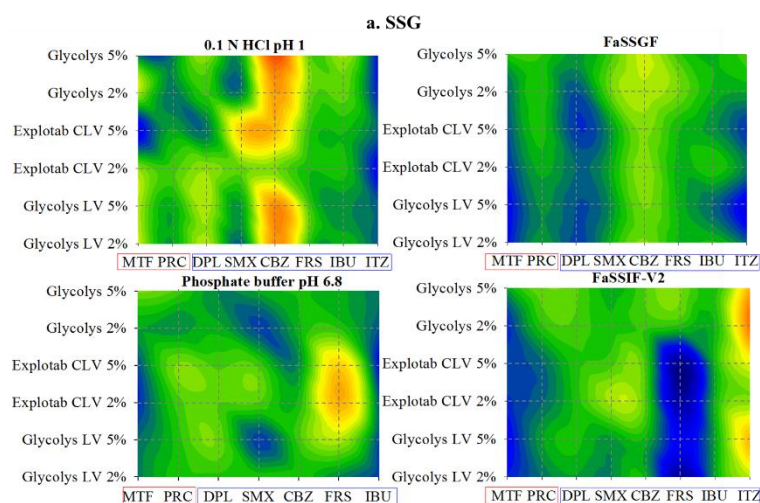 a. SSG
0.1 N HCl pH 1
Glycolys 5%
Glycolys 2%
Explotab CLV 5%
Explotab CLV 2%
Glycolys LV 5%
Glycolys LV 2%
MTF PRC DPL SMX CBZ FRS IBU ITZ
FaSSGF
Glycolys 5%
Glycolys 2%
Explotab CLV 5%
Explotab CLV 2%
Glycolys LV 5%
Glycolys LV 2%
MTF PRC DPL SMX CBZ FRS IBU ITZ
Phosphate buffer pH 6.8
Glycolys 5%
Glycolys 2%
Explotab CLV 5%
Explotab CLV 2%
Glycolys LV 5%
Glycolys LV 2%
MTF PRC DPL SMX CBZ FRS IBU
FaSSIF-V2
Glycolys 5%
Glycolys 2%
Explotab CLV 5%
Explotab CLV 2%
Glycolys LV 5%
Glycolys LV 2%
MTF PRC DPL SMX CBZ FRS IBU ITZ